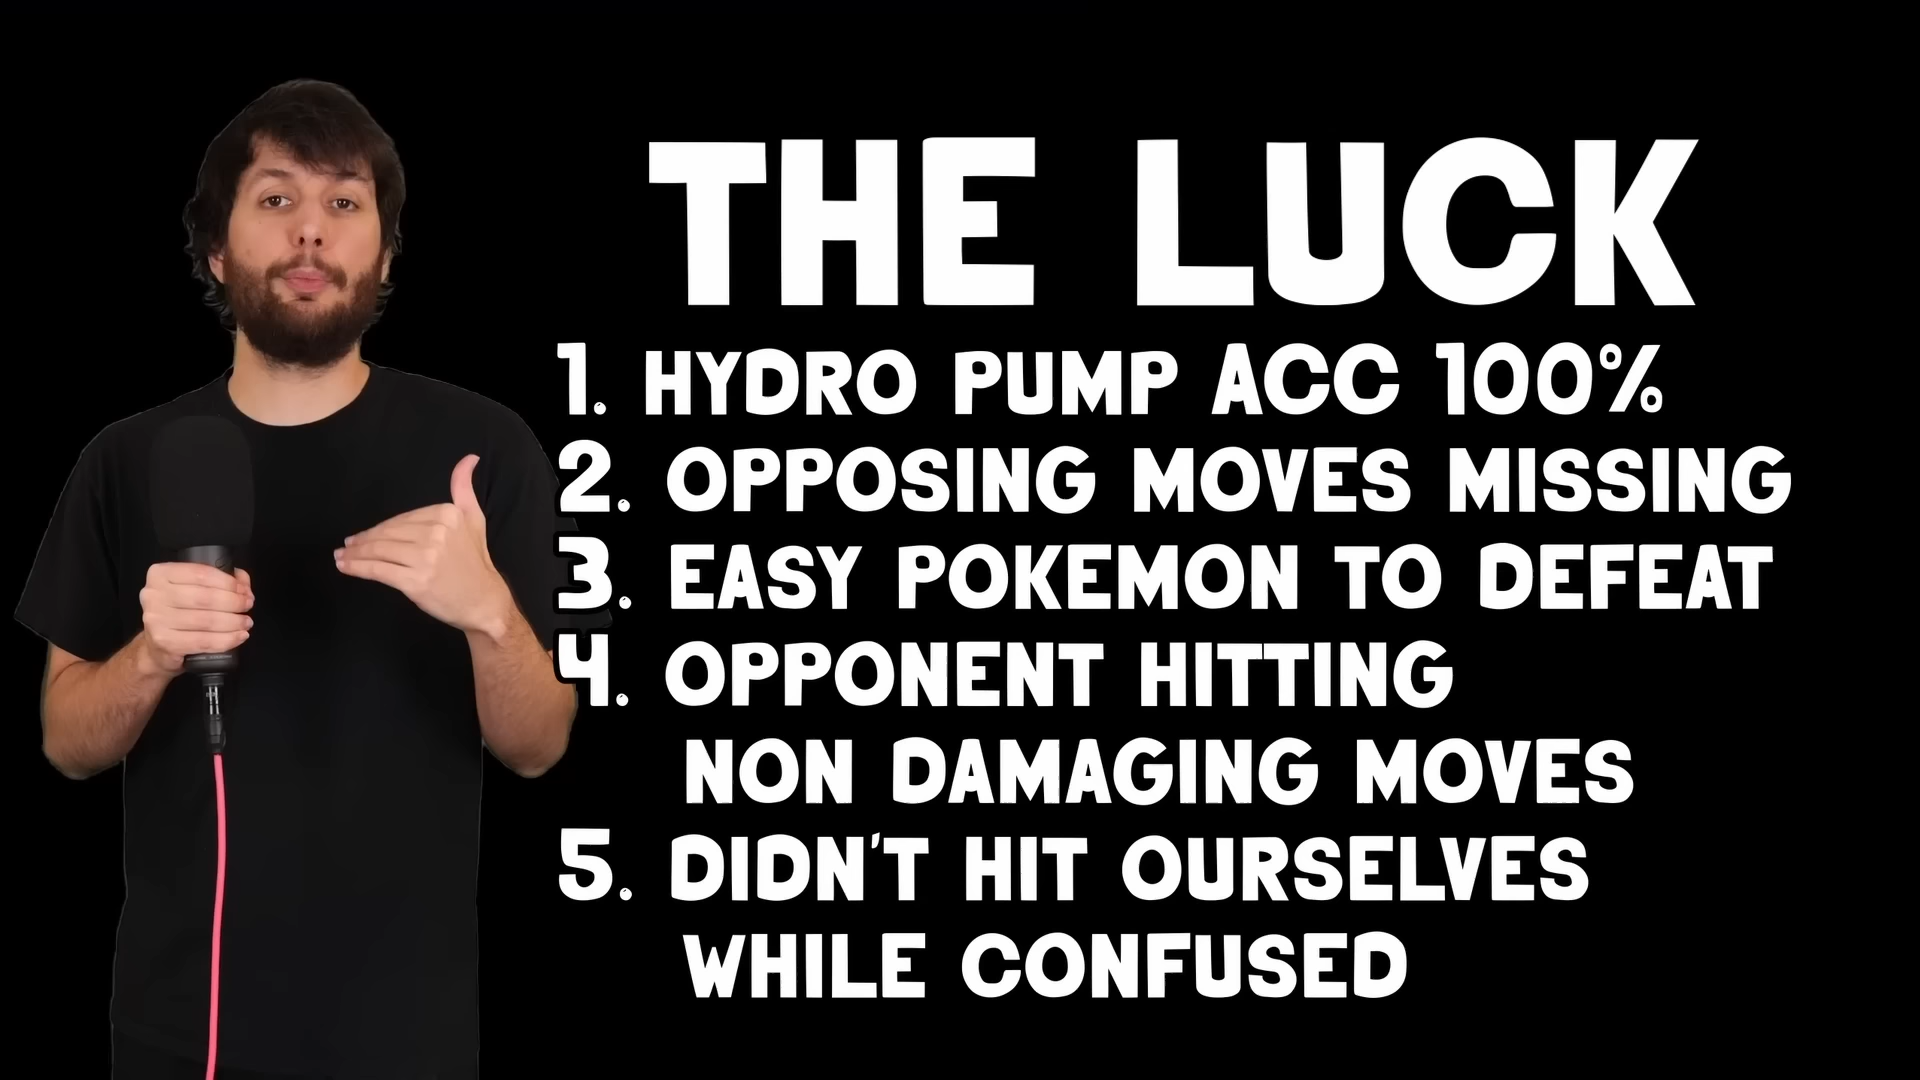 THE LUCK
1. HYDRO PUMP ACC 100%
2. OPPOSING MOVES MISSING
3. EASY POKEMON TO DEFEAT
4. OPPONENT HITTING
NON DAMAGING MOVES
5. DIDN'T HIT OURSELVES
WHILE CONFUSED